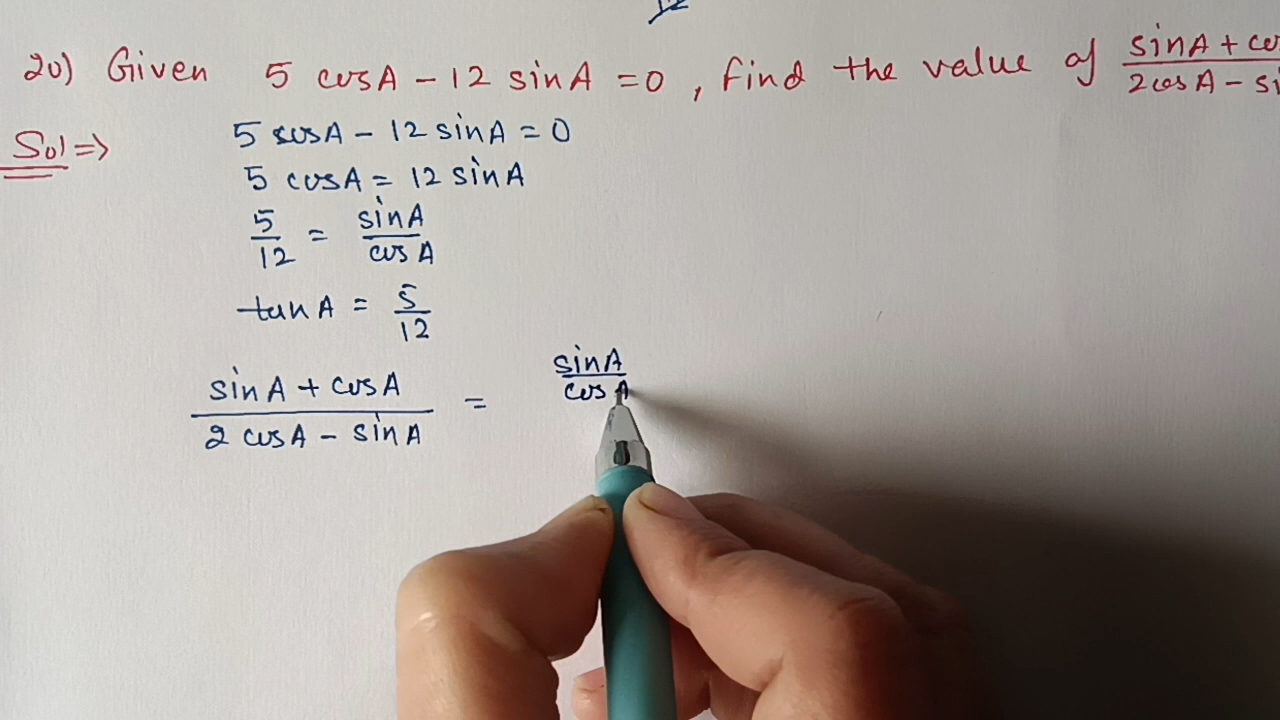 12
20) Given 5 cosA - 12 sinA = 0, find the value of sinA + co / 2cosA - si
Sol => 5 cosA - 12 sinA = 0
5 cosA = 12 sinA
5/12 = sinA/cosA
tanA = 5/12
sinA + cosA / 2 cosA - sinA = sinA/cosA